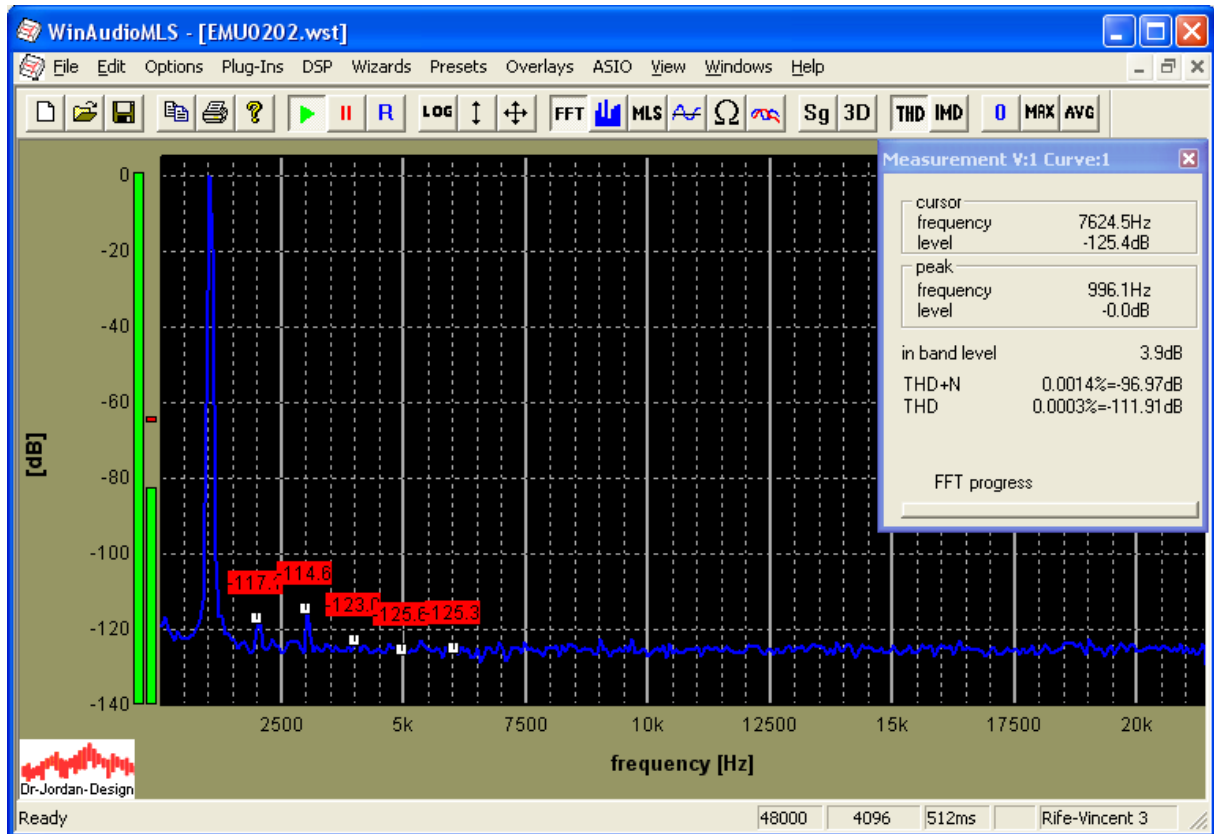 WinAudioMLS - [EMU0202.wst]
File Edit Options Plug-Ins DSP Wizards Presets Overlays ASIO View Windows Help
R LOG FFT MLS Ω Sg 3D THD IMD 0 MAX AVG
Measurement V:1 Curve:1
cursor
frequency 7624.5Hz
level -125.4dB
peak
frequency 996.1Hz
level -0.0dB
in band level 3.9dB
THD+N 0.0014%=-96.97dB
THD 0.0003%=-111.91dB
FFT progress
[dB]
0
-20
-40
-60
-80
-100
-120
-140
-114.6
-125.3
2500 5k 7500 10k 12500 15k 17500 20k
frequency [Hz]
Dr-Jordan-Design
Ready 48000 4096 512ms Rife-Vincent 3